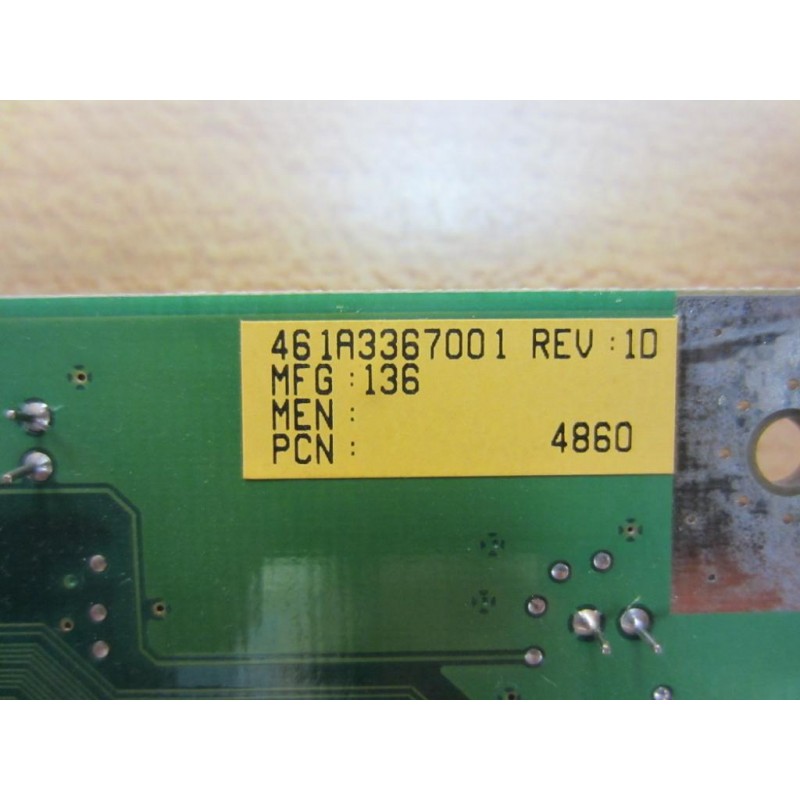 461A3367001 REV :1D
MFG :136
MEN :
PCN : 4860